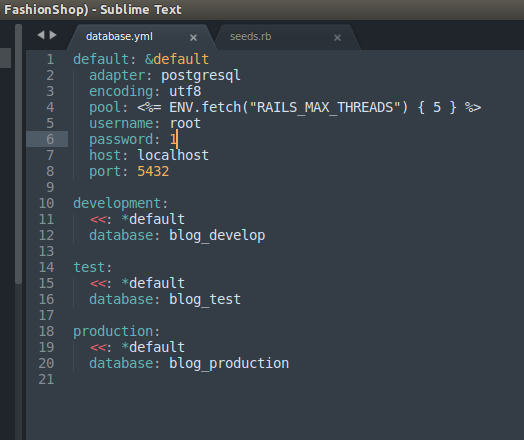 FashionShop) - Sublime Text
database.yml × seeds.rb ×
1 default: &default
2   adapter: postgresql
3   encoding: utf8
4   pool: <%= ENV.fetch("RAILS_MAX_THREADS") { 5 } %>
5   username: root
6   password: 1
7   host: localhost
8   port: 5432
9
10 development:
11   <<: *default
12   database: blog_develop
13
14 test:
15   <<: *default
16   database: blog_test
17
18 production:
19   <<: *default
20   database: blog_production
21